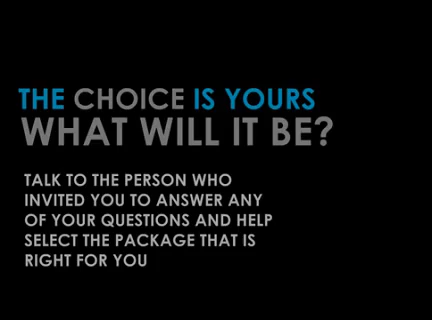 THE CHOICE IS YOURS
WHAT WILL IT BE?
TALK TO THE PERSON WHO
INVITED YOU TO ANSWER ANY
OF YOUR QUESTIONS AND HELP
SELECT THE PACKAGE THAT IS
RIGHT FOR YOU